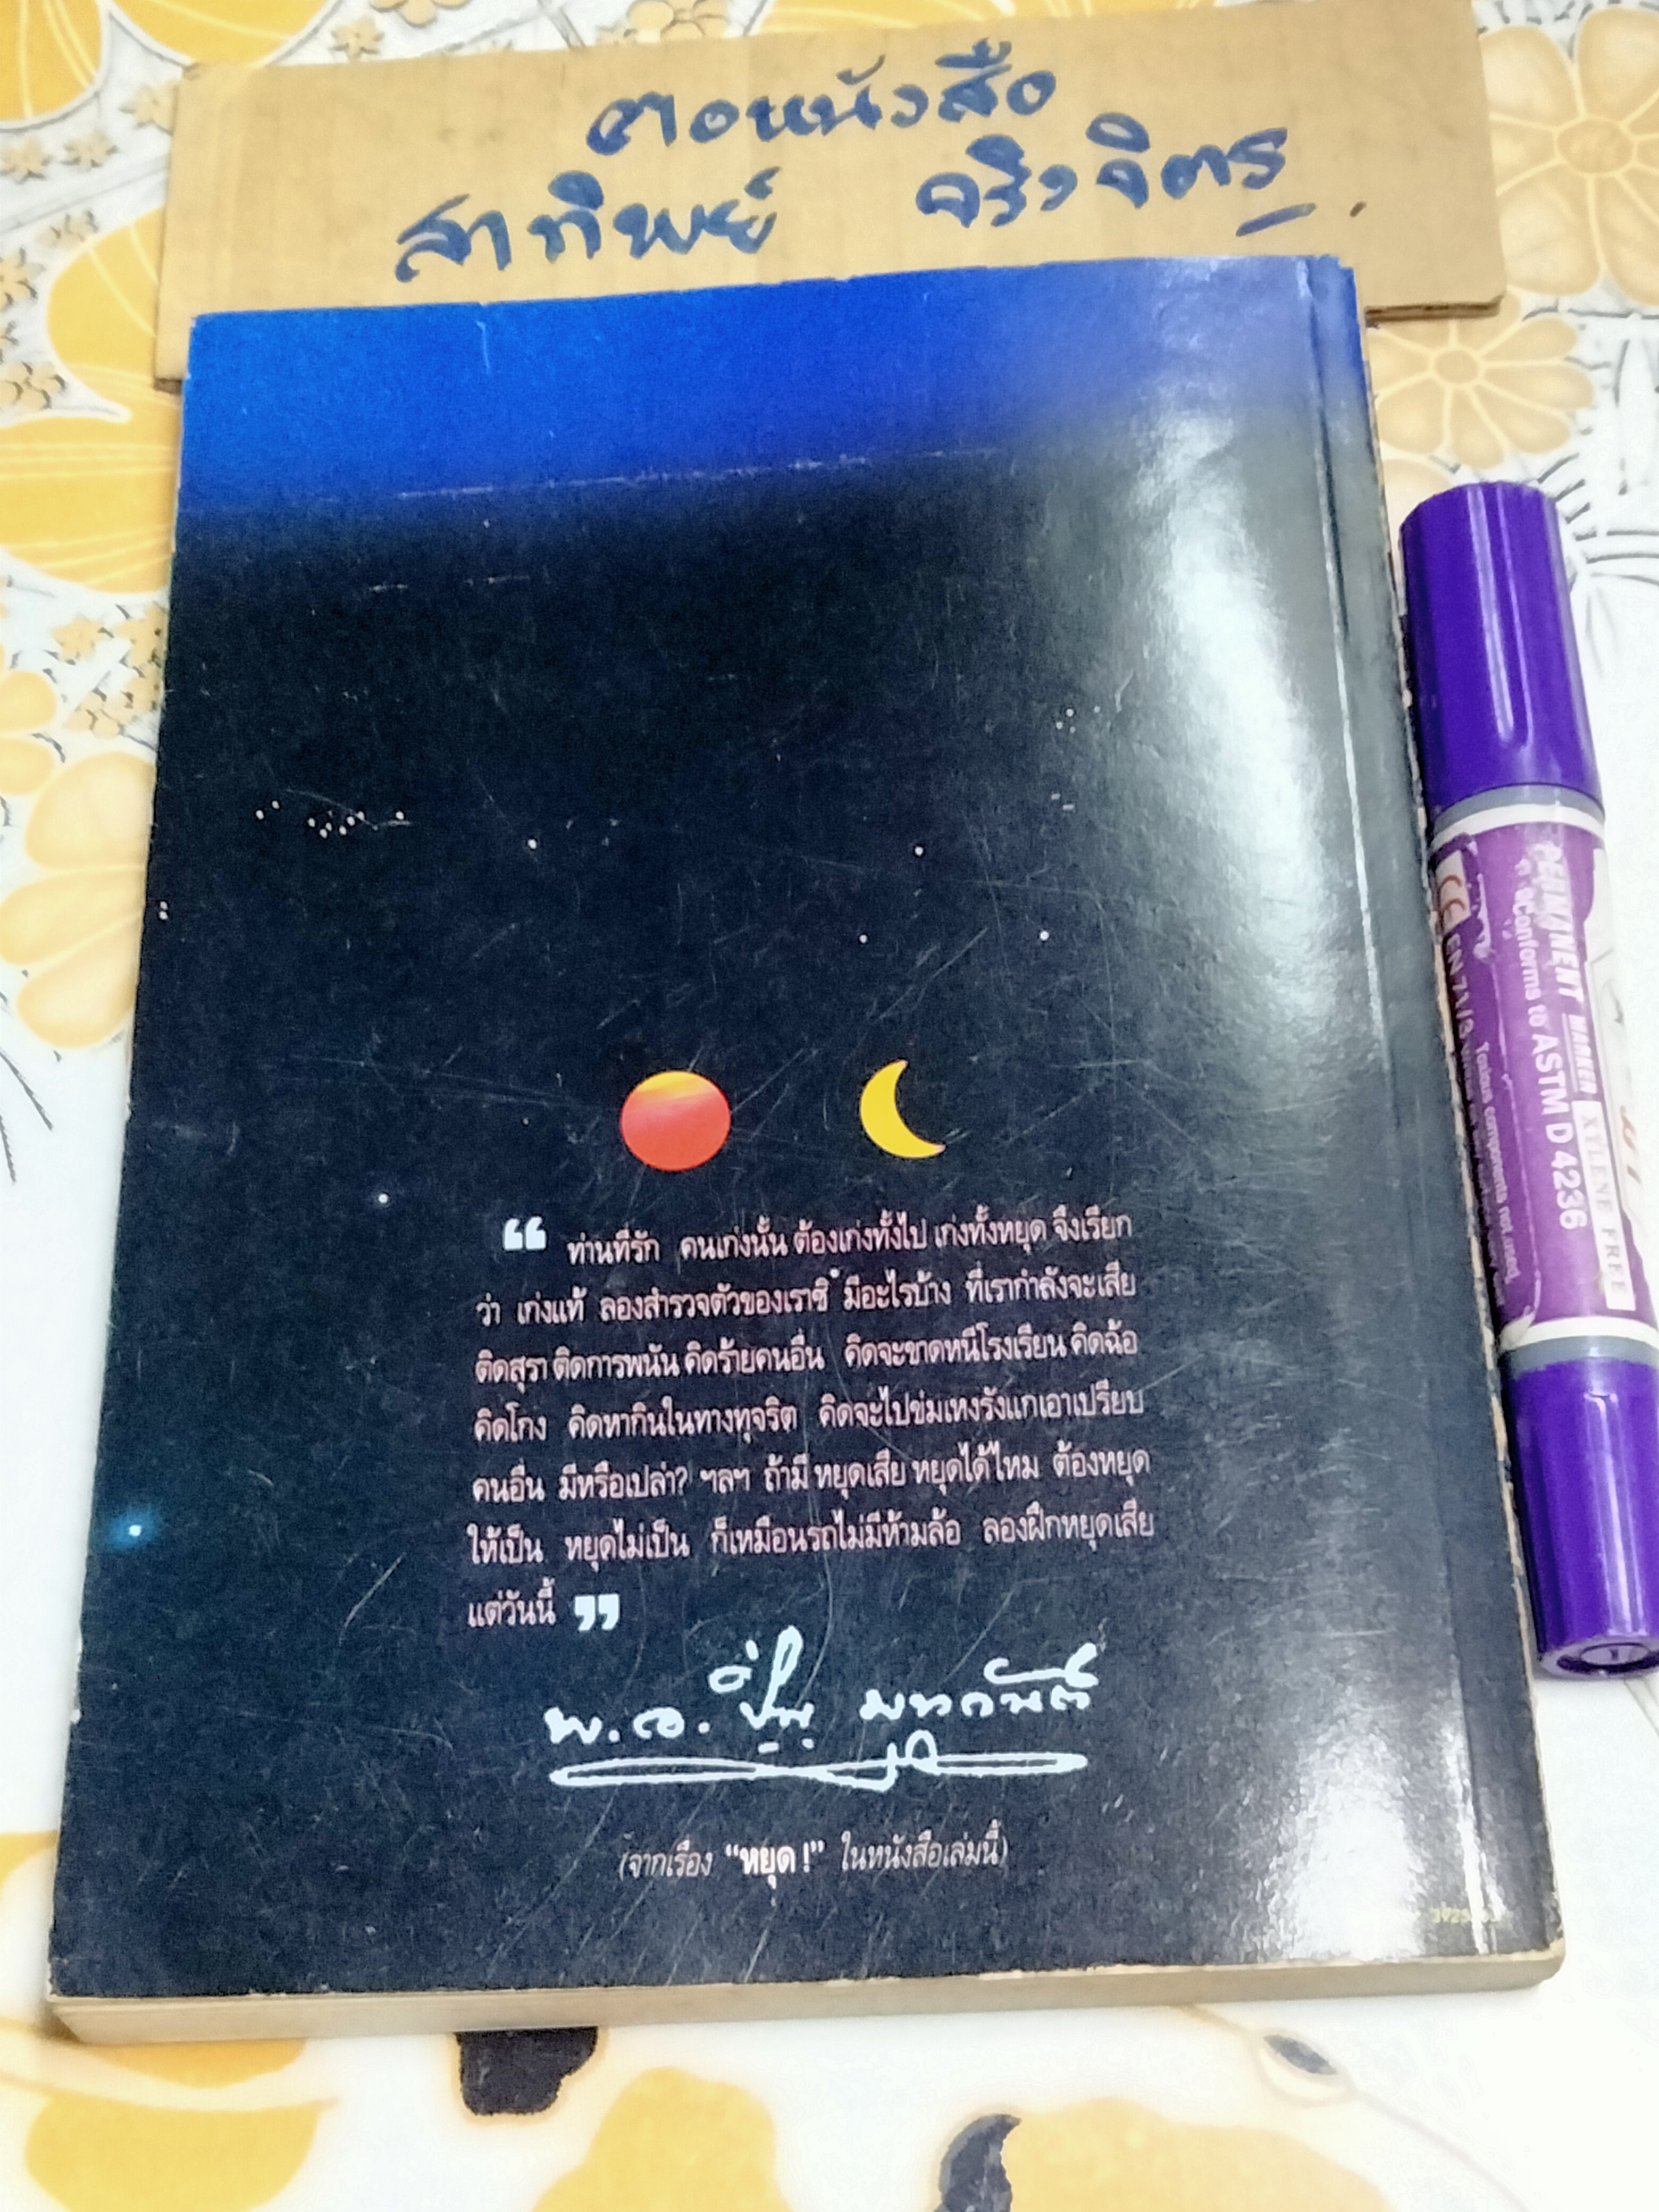 คอหนังสือ
สาทิพย์ จริงจิตร
“ ท่านที่รัก คนเก่งนั้น ต้องเก่งทั้งไป เก่งทั้งหยุด จึงเรียก
ว่า เก่งแท้ ลองสำรวจตัวของเราซิ มีอะไรบ้าง ที่เรากำลังจะเสีย
ติดสุรา ติดการพนัน คิดร้ายคนอื่น คิดจะขาดหนีโรงเรียน คิดฉ้อ
คิดโกง คิดหากินในทางทุจริต คิดจะไปข่มเหงรังแกเอาเปรียบ
คนอื่น มีหรือเปล่า? ฯลฯ ถ้ามี หยุดเสีย หยุดได้ไหม ต้องหยุด
ให้เป็น หยุดไม่เป็น ก็เหมือนรถไม่มีห้ามล้อ ลองฝึกหยุดเสีย
แต่วันนี้ ”
พ.อ. ปิ่น มุทุกันต์
(จากเรื่อง “หยุด !” ในหนังสือเล่มนี้)
PERMANENT MARKER XYLENE FREE
conforms to ASTM D 4236
CE EN 71/3